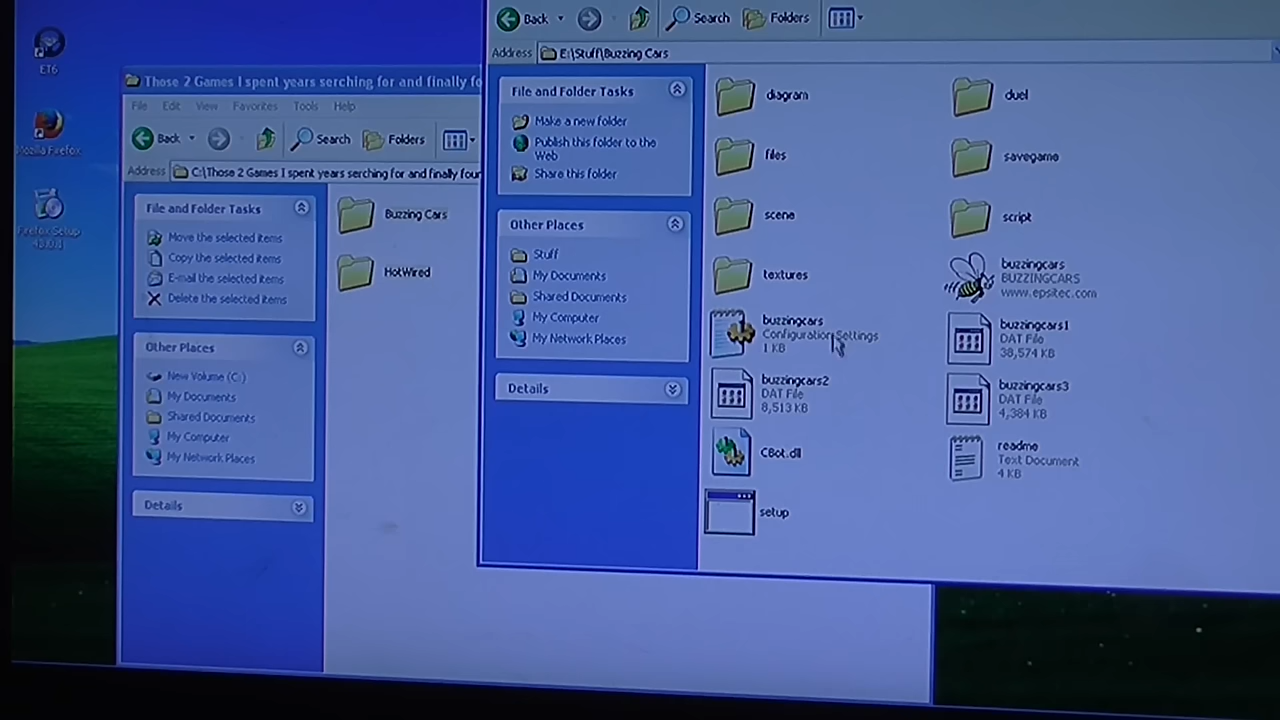 ET6
Mozilla Firefox
Firefox Setup
43.0.1
Those 2 Games I spent years serching for and finally fo
File Edit View Favorites Tools Help
Back Search Folders
Address C:\Those 2 Games I spent years serching for and finally four
File and Folder Tasks
Move the selected items
Copy the selected items
E-mail the selected items
Delete the selected items
Other Places
New Volume (C:)
My Documents
Shared Documents
My Computer
My Network Places
Details
Buzzing Cars
HotWired
Back Search Folders
Address E:\Stuff\Buzzing Cars
File and Folder Tasks
Make a new folder
Publish this folder to the
Web
Share this folder
Other Places
Stuff
My Documents
Shared Documents
My Computer
My Network Places
Details
diagram
duel
files
savegame
scene
script
textures
buzzingcars
BUZZINGCARS
www.epsitec.com
buzzingcars
Configuration Settings
1 KB
buzzingcars1
DAT File
38,574 KB
buzzingcars2
DAT File
8,513 KB
buzzingcars3
DAT File
4,384 KB
CBot.dll
readme
Text Document
4 KB
setup